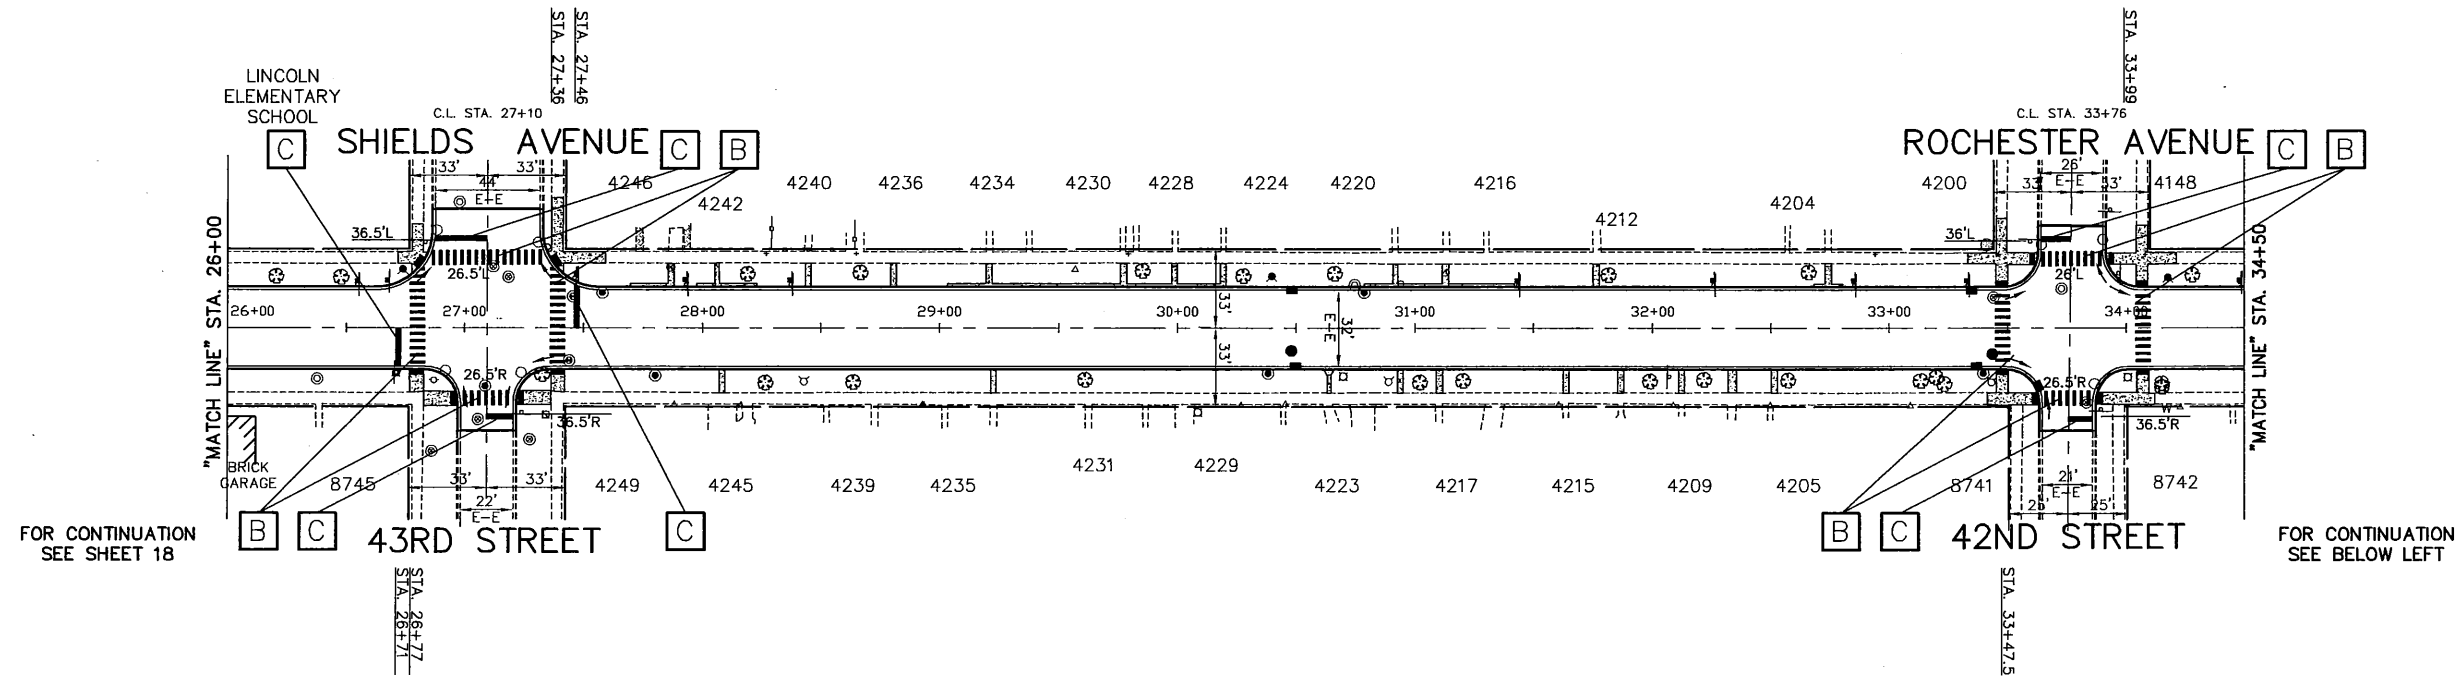 STA. 27+36
STA. 27+46
STA. 33+99
LINCOLN
ELEMENTARY
SCHOOL
C.L. STA. 27+10
C.L. STA. 33+76
C
SHIELDS AVENUE
C
B
ROCHESTER AVENUE
C
B
33'
33'
44'
E-E
26'
33'
33'
E-E
4246
4242
4240
4236
4234
4230
4228
4224
4220
4216
4212
4204
4200
4148
36.5'L
26.5'L
36'L
26'L
"MATCH LINE" STA. 26+00
"MATCH LINE" STA. 34+50
26+00
27+00
28+00
29+00
30+00
31+00
32+00
33+00
34+00
33'
33'
32'
E-E
26.5'R
36.5'R
26.5'R
W
36.5'R
BRICK
GARAGE
8745
33'
33'
22'
E-E
4249
4245
4239
4235
4231
4229
4223
4217
4215
4209
4205
8741
21'
E-E
25'
25'
8742
FOR CONTINUATION
SEE SHEET 18
B
C
43RD STREET
C
B
C
42ND STREET
FOR CONTINUATION
SEE BELOW LEFT
STA. 26+71
STA. 26+77
STA. 33+47.5